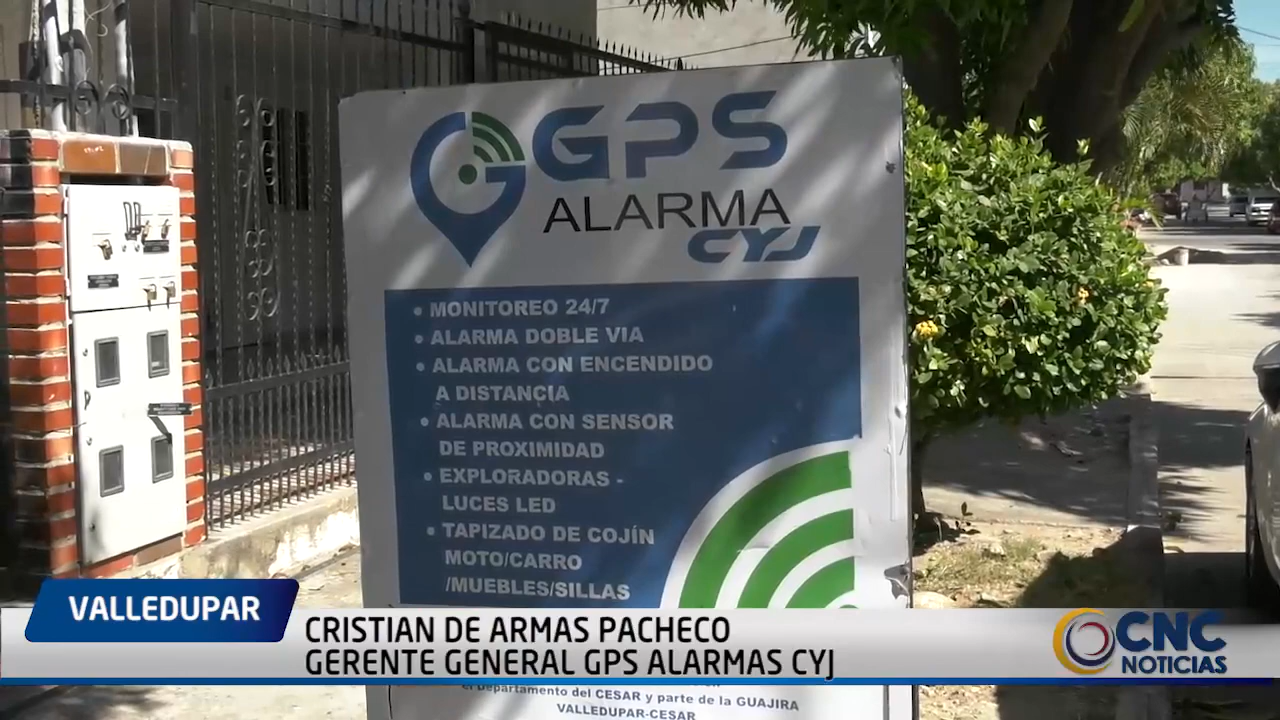 GPS
ALARMA
CYJ
• MONITOREO 24/7
• ALARMA DOBLE VIA
• ALARMA CON ENCENDIDO
A DISTANCIA
• ALARMA CON SENSOR
DE PROXIMIDAD
• EXPLORADORAS -
LUCES LED
• TAPIZADO DE COJÍN
MOTO/CARRO
/MUEBLES/SILLAS
VALLEDUPAR
CRISTIAN DE ARMAS PACHECO
GERENTE GENERAL GPS ALARMAS CYJ
CNC
NOTICIAS
el Departamento del CESAR y parte de la GUAJIRA
VALLEDUPAR-CESAR